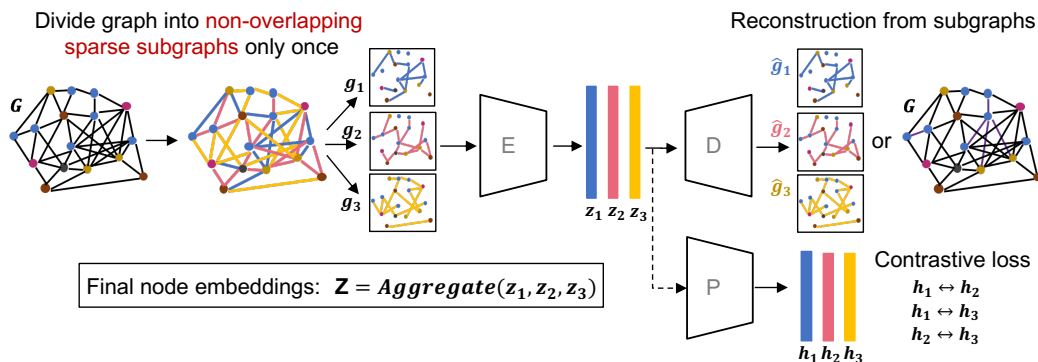 Divide graph into non-overlapping
sparse subgraphs only once
G
g1
g2
g3
E
z1 z2 z3
D
Reconstruction from subgraphs
ĝ1
ĝ2
ĝ3
or
G
P
h1 h2 h3
Contrastive loss
h1 ↔ h2
h1 ↔ h3
h2 ↔ h3
Final node embeddings: Z = Aggregate(z1, z2, z3)